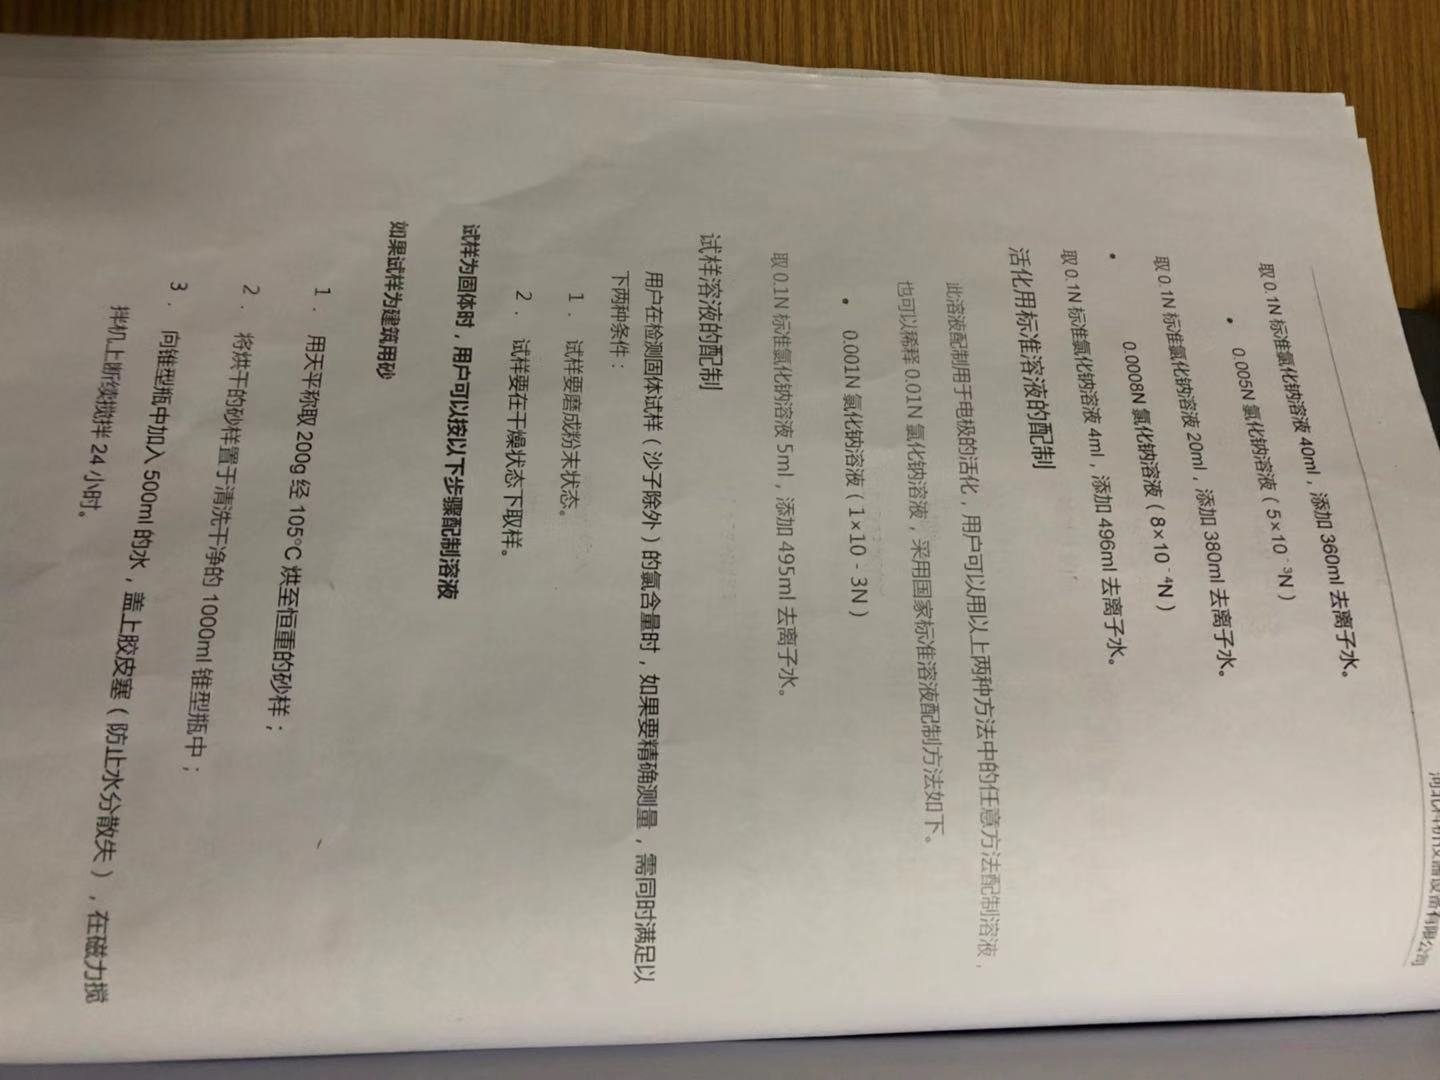 取 0.1N 标准氯化钠溶液 40ml，添加 360ml 去离子水。
• 0.005N 氯化钠溶液（5×10 ⁻³N）
取 0.1N 标准氯化钠溶液 20ml，添加 380ml 去离子水。
• 0.0008N 氯化钠溶液（8×10 ⁻⁴N）
取 0.1N 标准氯化钠溶液 4ml，添加 496ml 去离子水。
活化用标准溶液的配制
此溶液配制用于电极的活化，用户可以用以上两种方法中的任意方法配制溶液，
也可以稀释 0.01N 氯化钠溶液，采用国家标准溶液配制方法如下。
• 0.001N 氯化钠溶液（1×10 - 3N）
取 0.1N 标准氯化钠溶液 5ml，添加 495ml 去离子水。
试样溶液的配制
用户在检测固体试样（沙子除外）的氯含量时，如果要精确测量，需同时满足以
下两种条件：
1． 试样要磨成粉末状态。
2． 试样要在干燥状态下取样。
试样为固体时，用户可以按以下步骤配制溶液
如果试样为建筑用砂
1． 用天平称取 200g 经 105°C 烘至恒重的砂样；
2． 将烘干的砂样置于清洗干净的 1000ml 锥型瓶中；
3． 向锥型瓶中加入 500ml 的水，盖上胶皮塞（防止水分散失），在磁力搅
拌机上断续搅拌 24 小时。